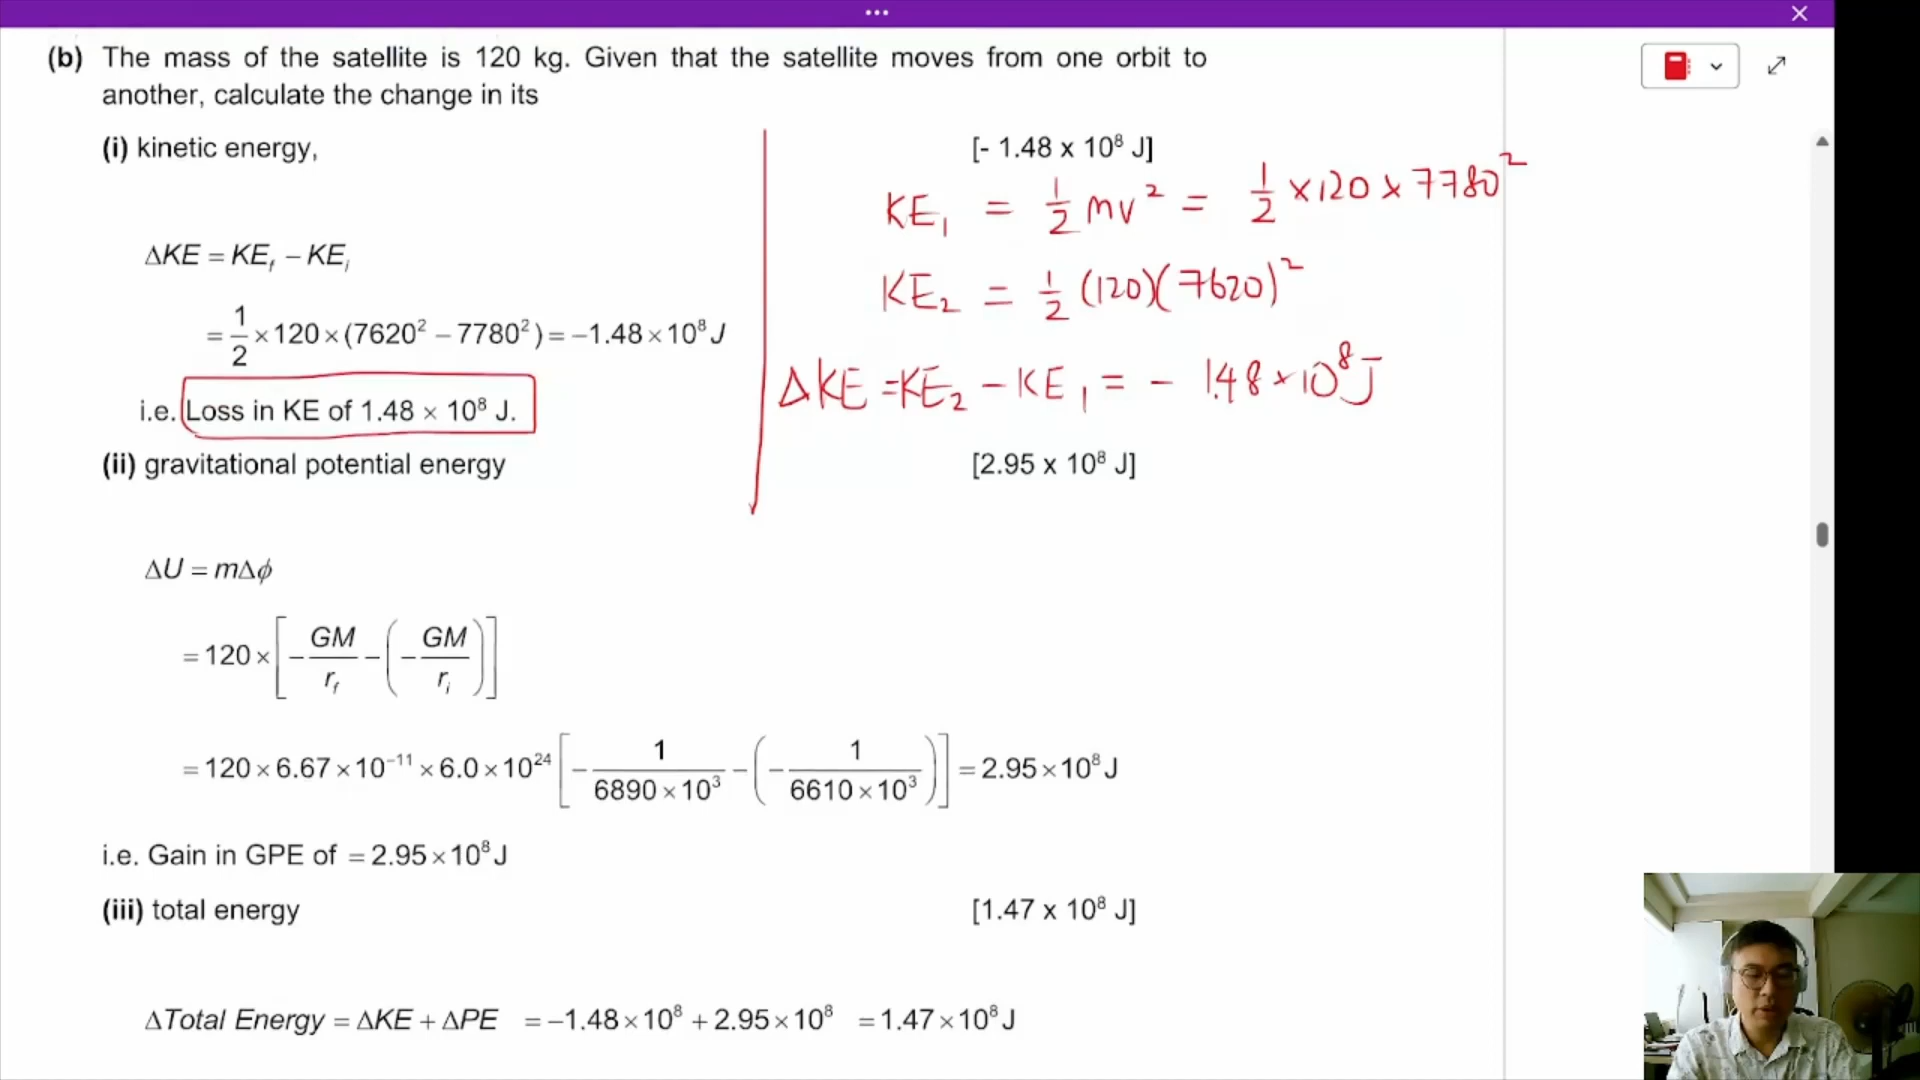 (b) The mass of the satellite is 120 kg. Given that the satellite moves from one orbit to
another, calculate the change in its
(i) kinetic energy, [- 1.48 x 10⁸ J]
KE₁ = ½ mv² = ½ × 120 × 7780²
ΔKE = KE_f − KE_i
KE₂ = ½ (120)(7620)²
= 1/2 × 120 × (7620² − 7780²) = −1.48 × 10⁸ J
ΔKE = KE₂ − KE₁ = − 1.48 × 10⁸ J
i.e. Loss in KE of 1.48 × 10⁸ J.
(ii) gravitational potential energy [2.95 x 10⁸ J]
ΔU = mΔϕ
= 120 × [ − GM/r_f − ( − GM/r_i ) ]
= 120 × 6.67 × 10⁻¹¹ × 6.0 × 10²⁴ [ − 1/(6890 × 10³) − ( − 1/(6610 × 10³) ) ] = 2.95 × 10⁸ J
i.e. Gain in GPE of = 2.95 × 10⁸ J
(iii) total energy [1.47 x 10⁸ J]
ΔTotal Energy = ΔKE + ΔPE = −1.48 × 10⁸ + 2.95 × 10⁸ = 1.47 × 10⁸ J